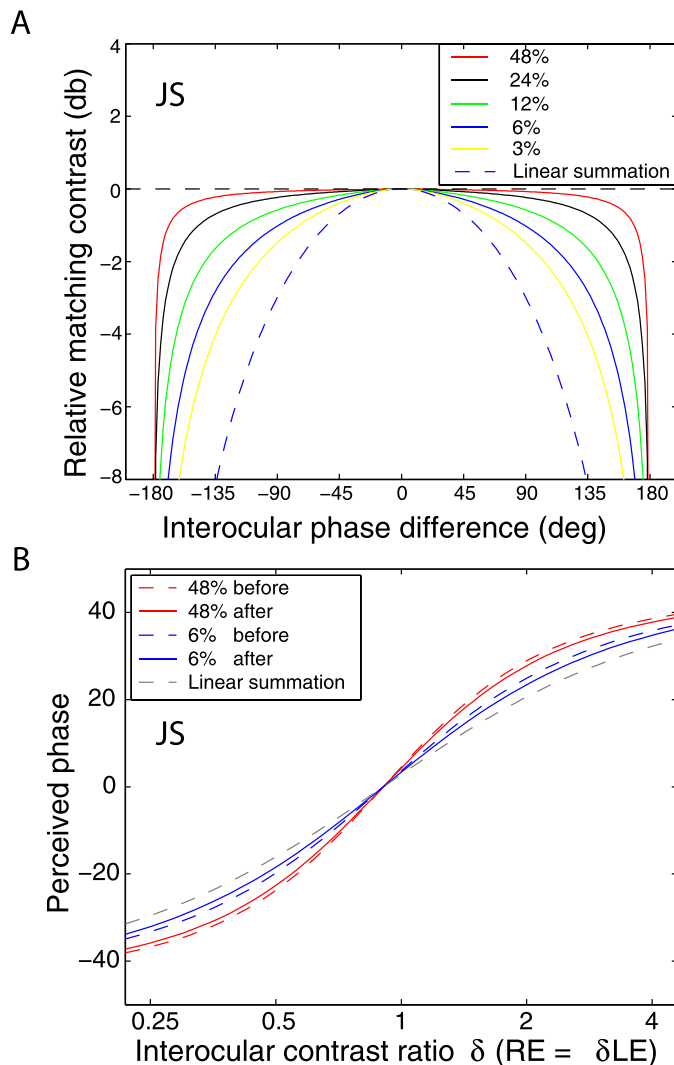 A
Relative matching contrast (db)
4
2
0
−2
−4
−6
−8
JS
48%
24%
12%
6%
3%
Linear summation
−180 −135 −90 −45 0 45 90 135 180
Interocular phase difference (deg)
B
Perceived phase
40
20
0
−20
−40
48% before
48% after
6% before
6% after
Linear summation
JS
0.25 0.5 1 2 4
Interocular contrast ratio δ (RE = δLE)